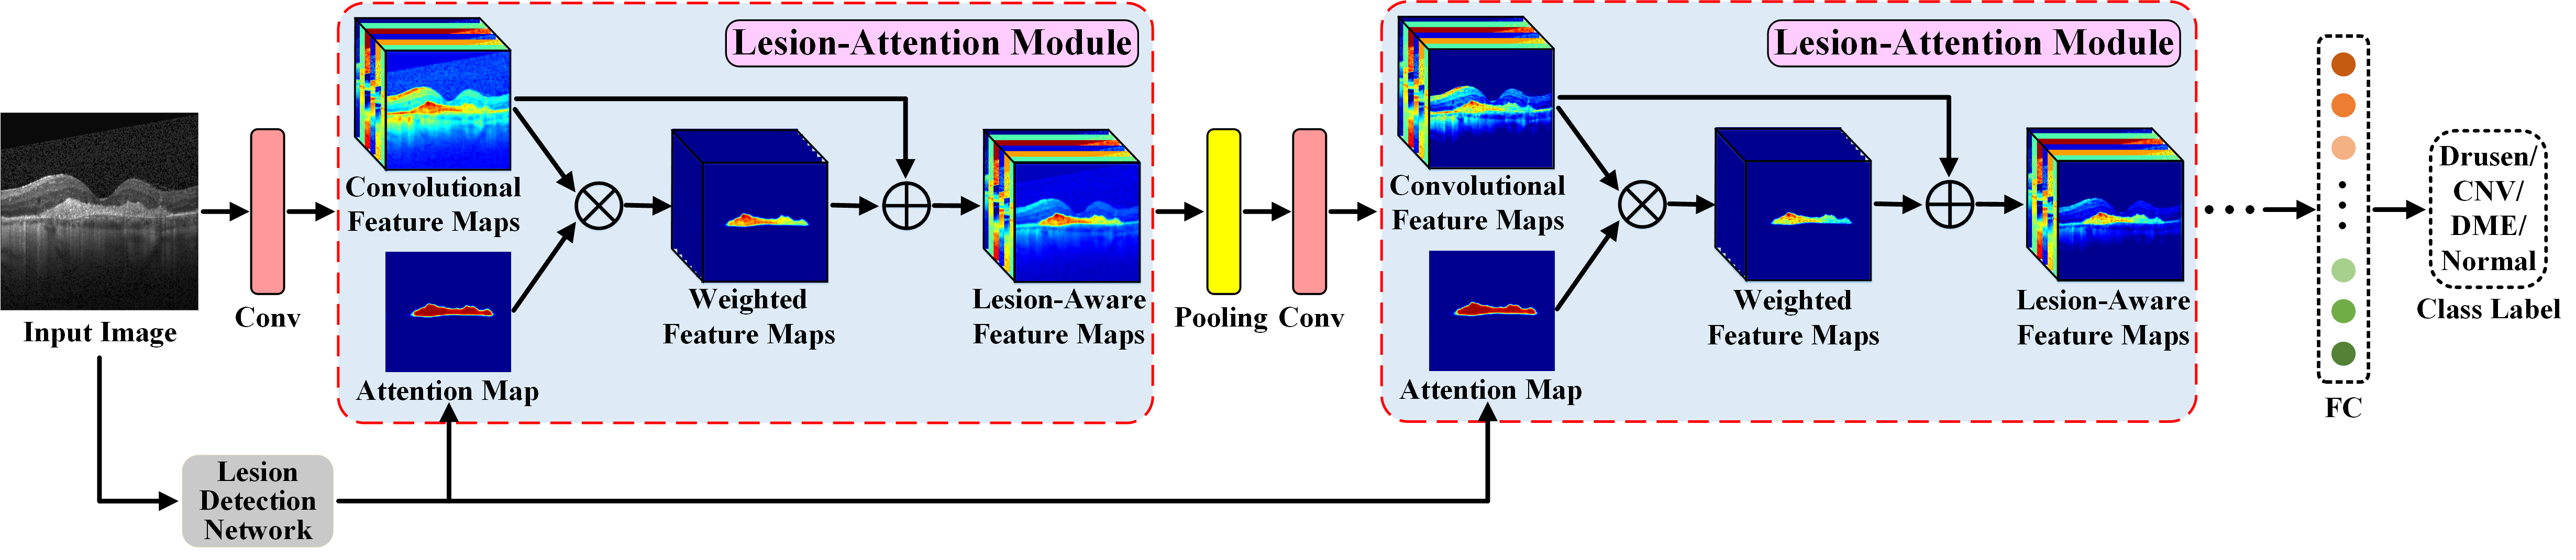 Input Image
Conv
Lesion
Detection
Network
Lesion-Attention Module
Convolutional
Feature Maps
Attention Map
Weighted
Feature Maps
Lesion-Aware
Feature Maps
Pooling
Conv
Lesion-Attention Module
Convolutional
Feature Maps
Attention Map
Weighted
Feature Maps
Lesion-Aware
Feature Maps
FC
Drusen/
CNV/
DME/
Normal
Class Label